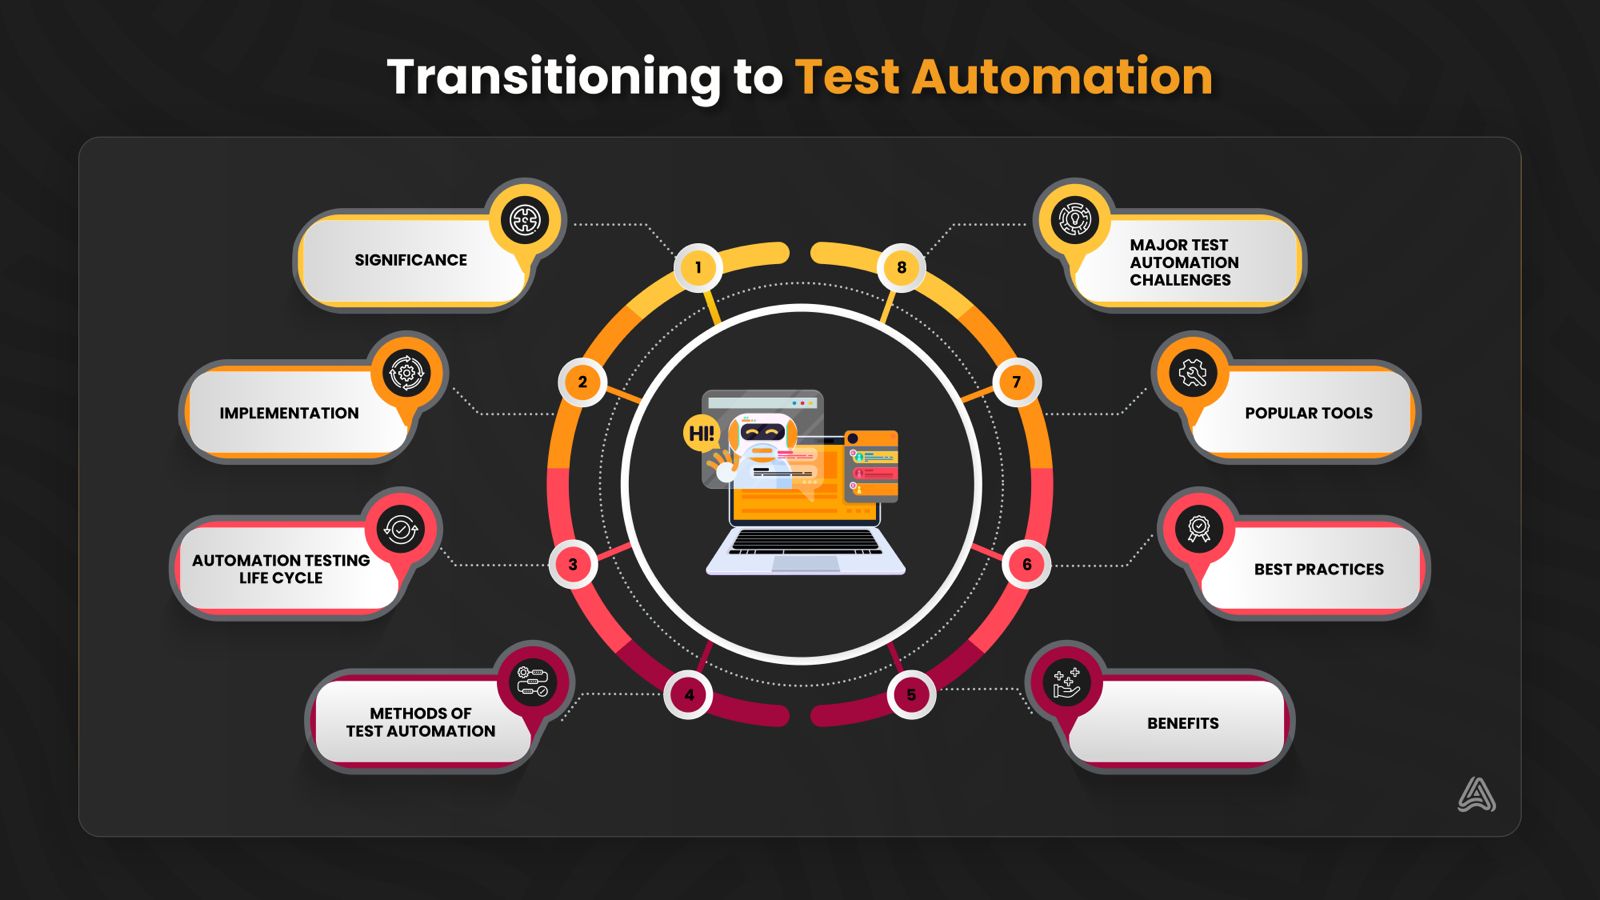 Transitioning to Test Automation
SIGNIFICANCE
1
IMPLEMENTATION
2
AUTOMATION TESTING
LIFE CYCLE
3
METHODS OF
TEST AUTOMATION
4
HI!
5
BENEFITS
6
BEST PRACTICES
7
POPULAR TOOLS
8
MAJOR TEST
AUTOMATION
CHALLENGES